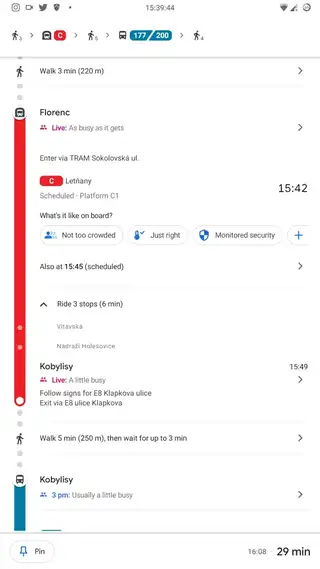 15:39:44
3 > C > 5 > 177/200 > 4
Walk 3 min (220 m)
Florenc
Live: As busy as it gets
Enter via TRAM Sokolovská ul.
C Letňany
15:42
Scheduled · Platform C1
What's it like on board?
Not too crowded
Just right
Monitored security
Also at 15:45 (scheduled)
Ride 3 stops (6 min)
Vltavská
Nádraží Holešovice
Kobylisy
15:49
Live: A little busy
Follow signs for E8 Klapkova ulice
Exit via E8 ulice Klapkova
Walk 5 min (250 m), then wait for up to 3 min
Kobylisy
3 pm: Usually a little busy
Pin
16:08 · 29 min